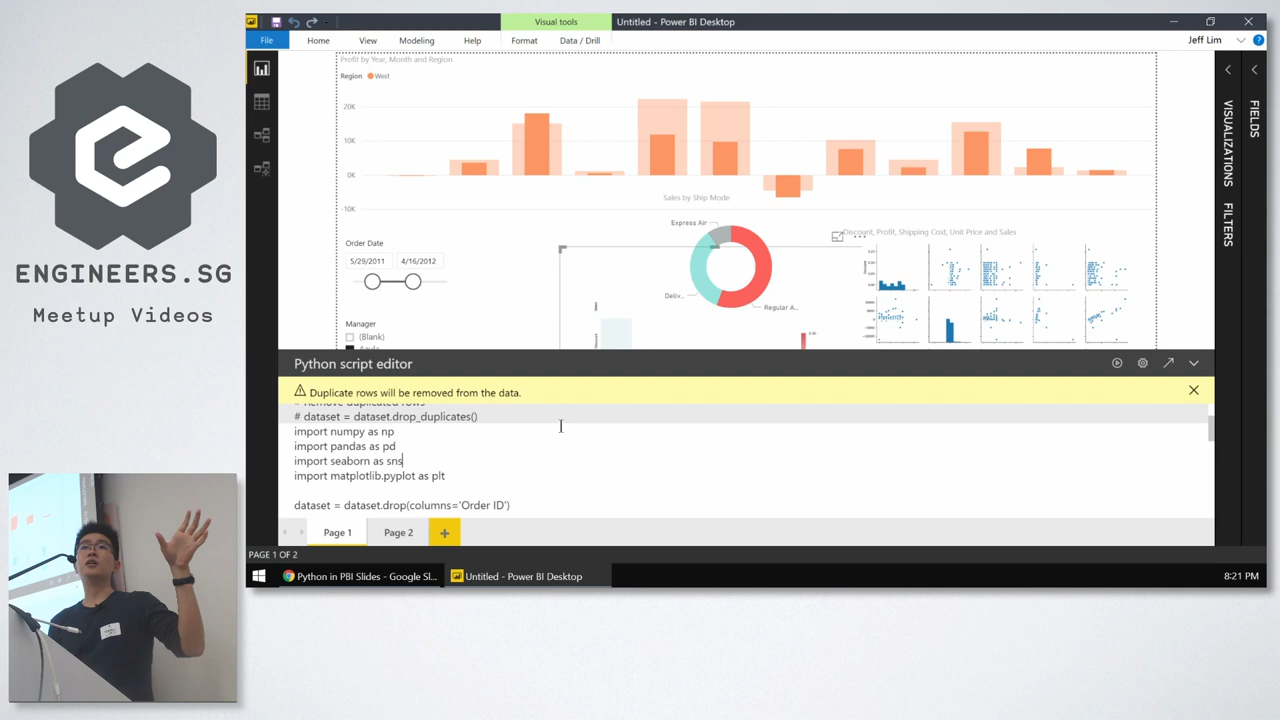 Visual tools
Untitled - Power BI Desktop
File
Home
View
Modeling
Help
Format
Data / Drill
Jeff Lim
Profit by Year, Month and Region
Region
West
20K
10K
0K
-10K
Sales by Ship Mode
Express Air
Deliv...
Regular A...
Discount, Profit, Shipping Cost, Unit Price and Sales
Order Date
5/29/2011
4/16/2012
Manager
(Blank)
VISUALIZATIONS
FIELDS
FILTERS
Python script editor
Duplicate rows will be removed from the data.
# Remove duplicated rows
# dataset = dataset.drop_duplicates()
import numpy as np
import pandas as pd
import seaborn as sns
import matplotlib.pyplot as plt
dataset = dataset.drop(columns='Order ID')
Page 1
Page 2
PAGE 1 OF 2
Python in PBI Slides - Google Sl...
Untitled - Power BI Desktop
8:21 PM
ENGINEERS.SG
Meetup Videos